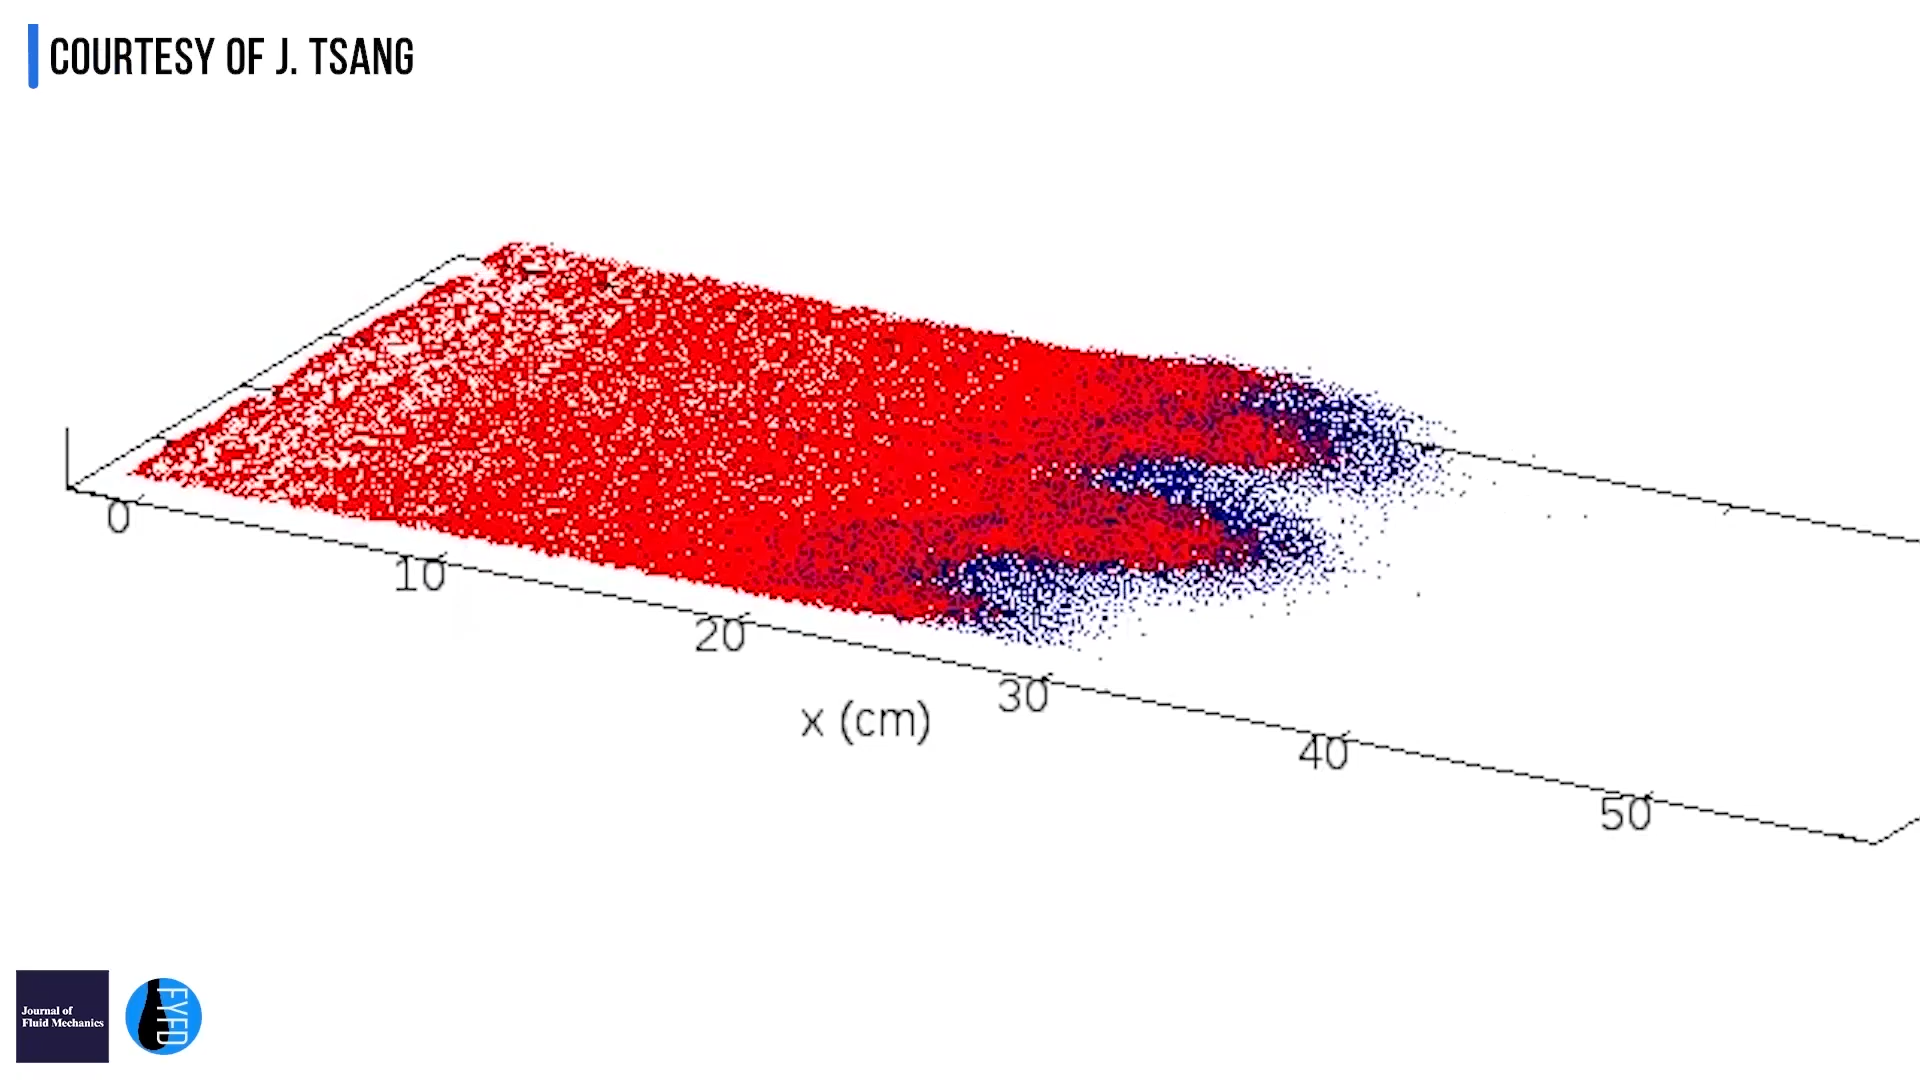 COURTESY OF J. TSANG
0
10
20
30
40
50
x (cm)
Journal of
Fluid Mechanics
FYFD